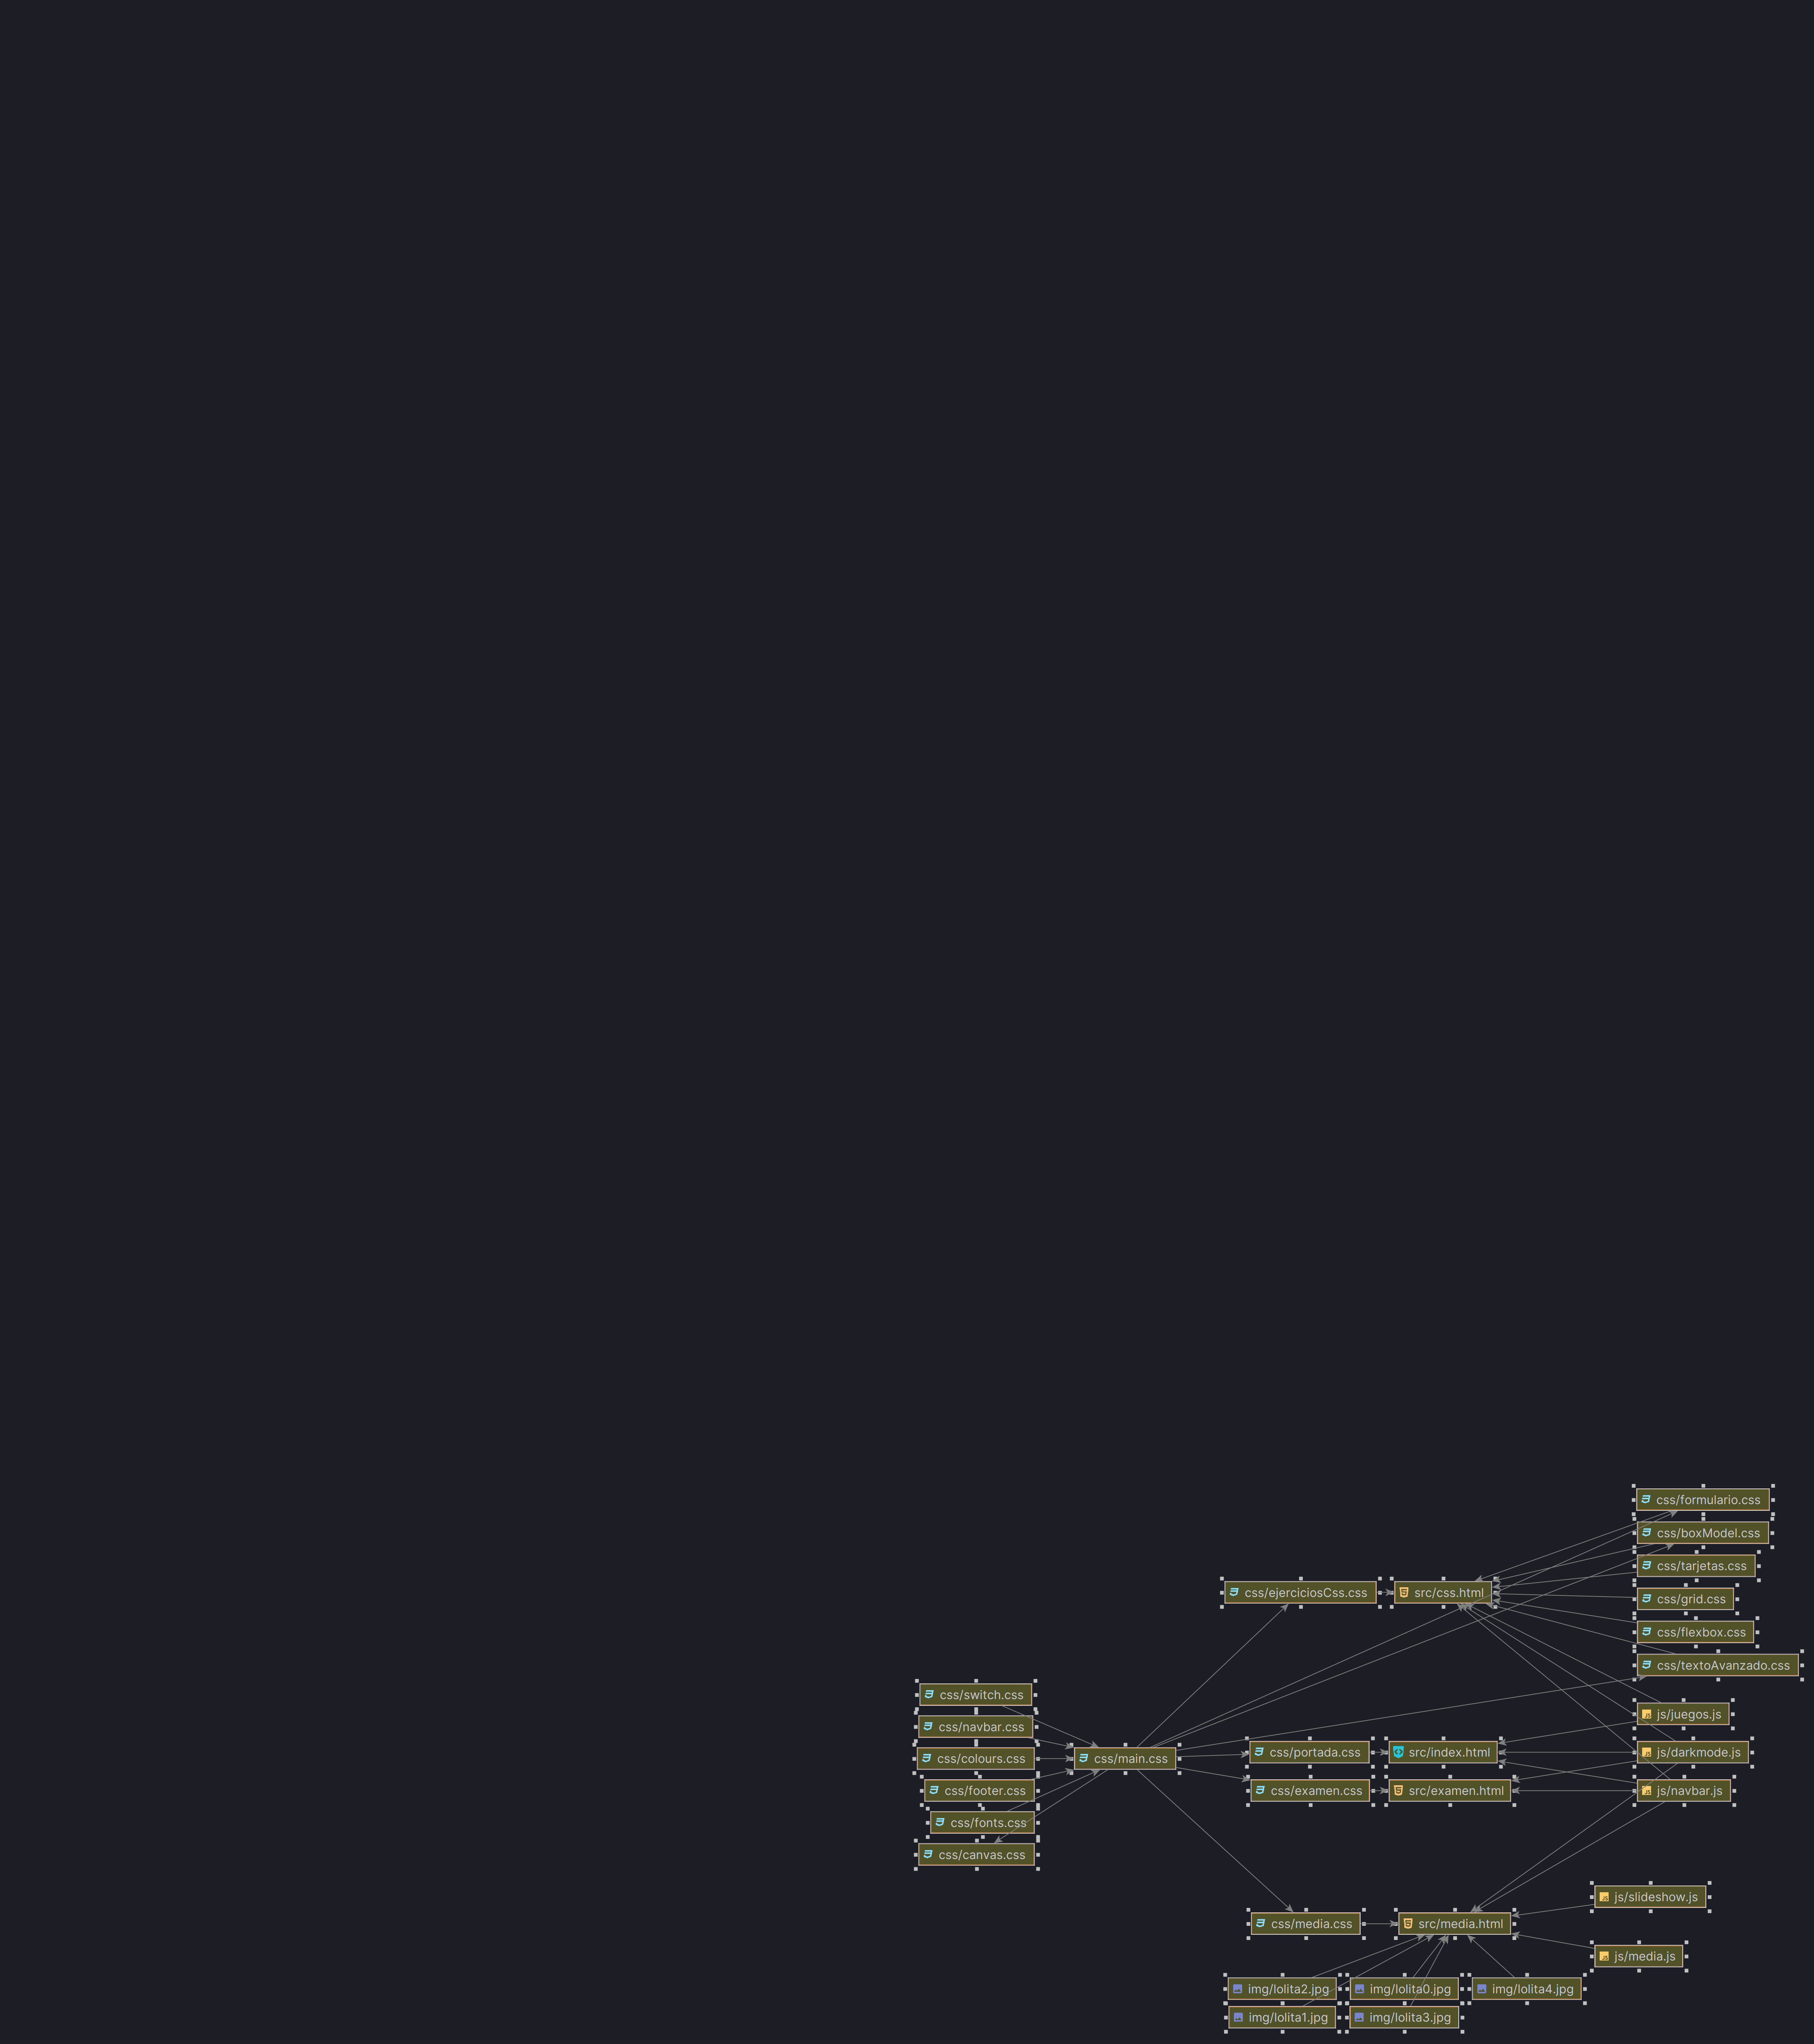 css/formulario.css
css/boxModel.css
css/tarjetas.css
css/ejerciciosCss.css
src/css.html
css/grid.css
css/flexbox.css
css/textoAvanzado.css
css/switch.css
js/juegos.js
css/navbar.css
css/portada.css
src/index.html
js/darkmode.js
css/colours.css
css/main.css
css/footer.css
css/examen.css
src/examen.html
js/navbar.js
css/fonts.css
css/canvas.css
js/slideshow.js
css/media.css
src/media.html
js/media.js
img/lolita2.jpg
img/lolita0.jpg
img/lolita4.jpg
img/lolita1.jpg
img/lolita3.jpg